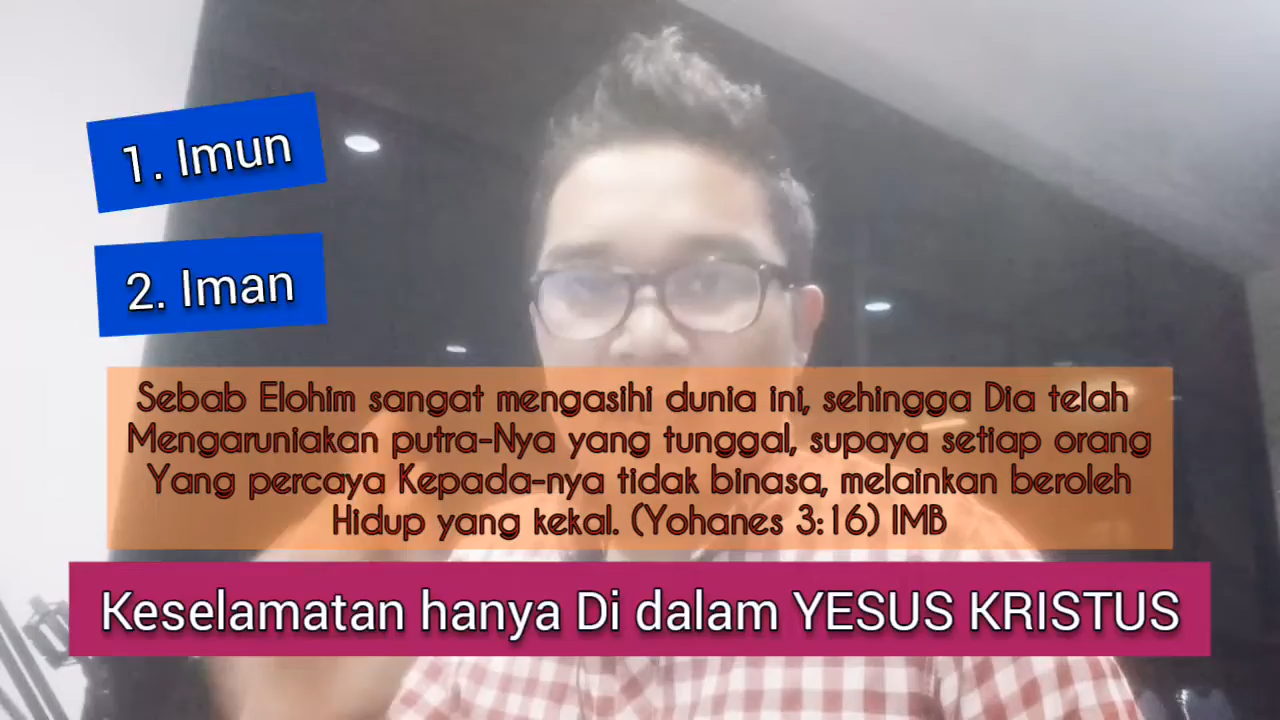 1. Imun
2. Iman
Sebab Elohim sangat mengasihi dunia ini, sehingga Dia telah
Mengaruniakan putra-Nya yang tunggal, supaya setiap orang
Yang percaya Kepada-nya tidak binasa, melainkan beroleh
Hidup yang kekal. (Yohanes 3:16) IMB
Keselamatan hanya Di dalam YESUS KRISTUS